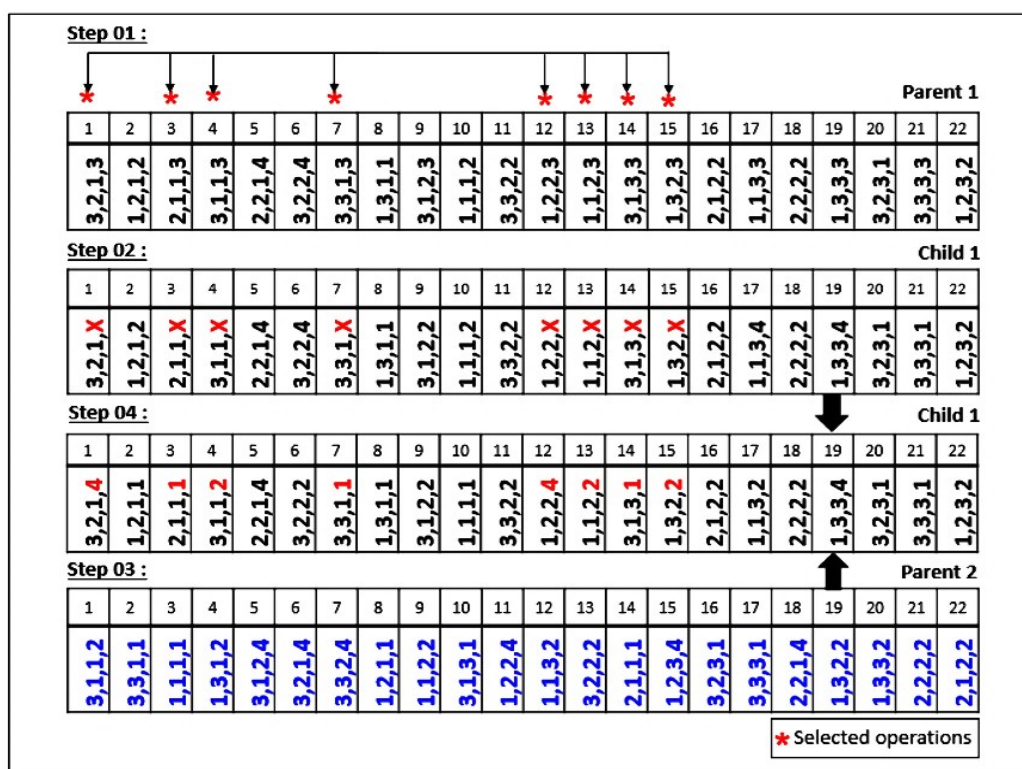 Step 01 :
Parent 1
1 2 3 4 5 6 7 8 9 10 11 12 13 14 15 16 17 18 19 20 21 22
3,2,1,3 1,2,1,2 2,1,1,3 3,1,1,3 2,2,1,4 3,2,2,4 3,3,1,3 1,3,1,1 3,1,2,3 1,1,1,2 3,3,2,2 1,2,2,3 1,1,2,3 3,1,3,3 1,3,2,3 2,1,2,2 1,1,3,3 2,2,2,2 1,3,3,3 3,2,3,1 3,3,3,3 1,2,3,2
Step 02 :
Child 1
1 2 3 4 5 6 7 8 9 10 11 12 13 14 15 16 17 18 19 20 21 22
3,2,1,X 1,2,1,2 2,1,1,X 3,1,1,X 2,2,1,4 3,2,2,4 3,3,1,X 1,3,1,1 3,1,2,2 1,1,1,2 3,3,2,2 1,2,2,X 1,1,2,X 3,1,3,X 1,3,2,X 2,1,2,2 1,1,3,4 2,2,2,2 1,3,3,4 3,2,3,1 3,3,3,1 1,2,3,2
Step 04 :
Child 1
1 2 3 4 5 6 7 8 9 10 11 12 13 14 15 16 17 18 19 20 21 22
3,2,1,4 1,2,1,1 2,1,1,1 3,1,1,2 2,2,1,4 3,2,2,2 3,3,1,1 1,3,1,1 3,1,2,2 1,1,1,1 3,3,2,2 1,2,2,4 1,1,2,2 3,1,3,1 1,3,2,2 2,1,2,2 1,1,3,2 2,2,2,2 1,3,3,4 3,2,3,1 3,3,3,1 1,2,3,2
Step 03 :
Parent 2
1 2 3 4 5 6 7 8 9 10 11 12 13 14 15 16 17 18 19 20 21 22
3,1,1,2 3,3,1,1 1,1,1,1 1,3,1,2 3,1,2,4 3,2,1,4 3,3,2,4 1,2,1,1 1,1,2,2 3,1,3,1 1,2,2,4 1,1,3,2 3,2,2,2 2,1,1,1 1,2,3,4 3,2,3,1 3,3,3,1 2,2,1,4 1,3,2,2 1,3,3,2 2,2,2,2 2,1,2,2
* Selected operations